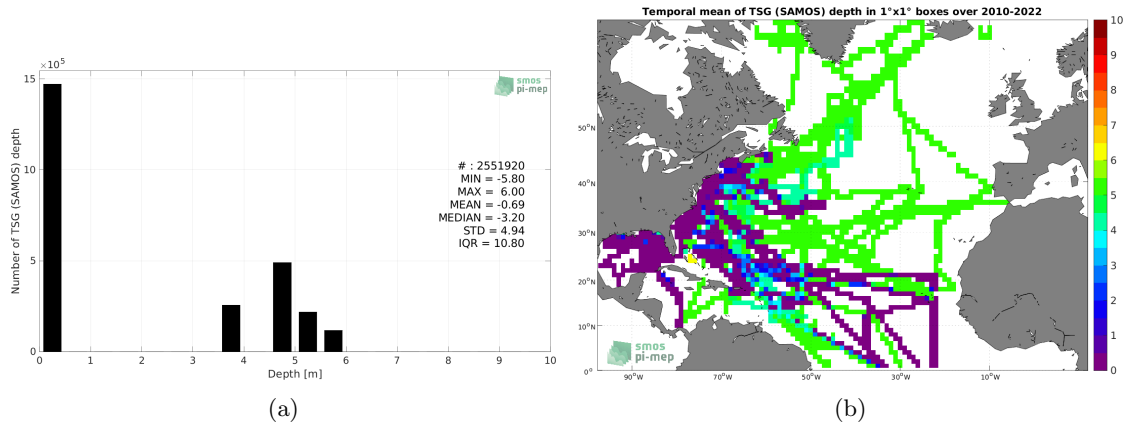 ×10⁵
15
10
5
0
Number of TSG (SAMOS) depth
smos
pi-mep
# : 2551920
MIN = -5.80
MAX = 6.00
MEAN = -0.69
MEDIAN = -3.20
STD = 4.94
IQR = 10.80
0 1 2 3 4 5 6 7 8 9 10
Depth [m]
(a)
Temporal mean of TSG (SAMOS) depth in 1°x1° boxes over 2010-2022
50°N
40°N
30°N
20°N
10°N
0°
90°W 70°W 50°W 30°W 10°W
smos
pi-mep
10
9
8
7
6
5
4
3
2
1
0
(b)